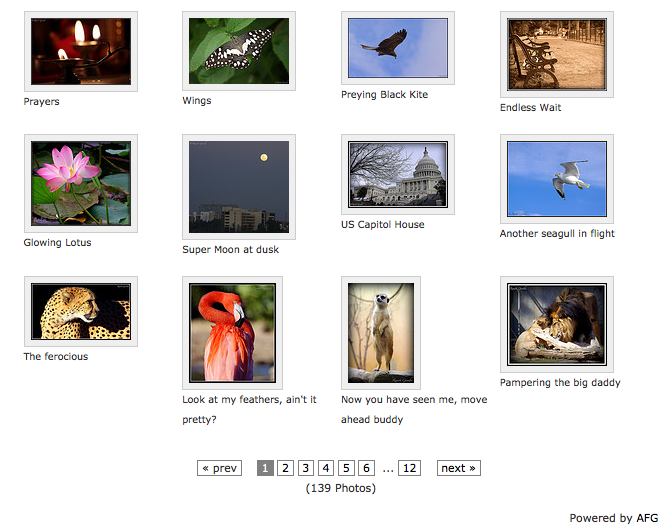 Prayers
Wings
Preying Black Kite
Endless Wait
Glowing Lotus
Super Moon at dusk
US Capitol House
Another seagull in flight
The ferocious
Look at my feathers, ain't it
pretty?
Now you have seen me, move
ahead buddy
Pampering the big daddy
« prev 1 2 3 4 5 6 ... 12 next »
(139 Photos)
Powered by AFG